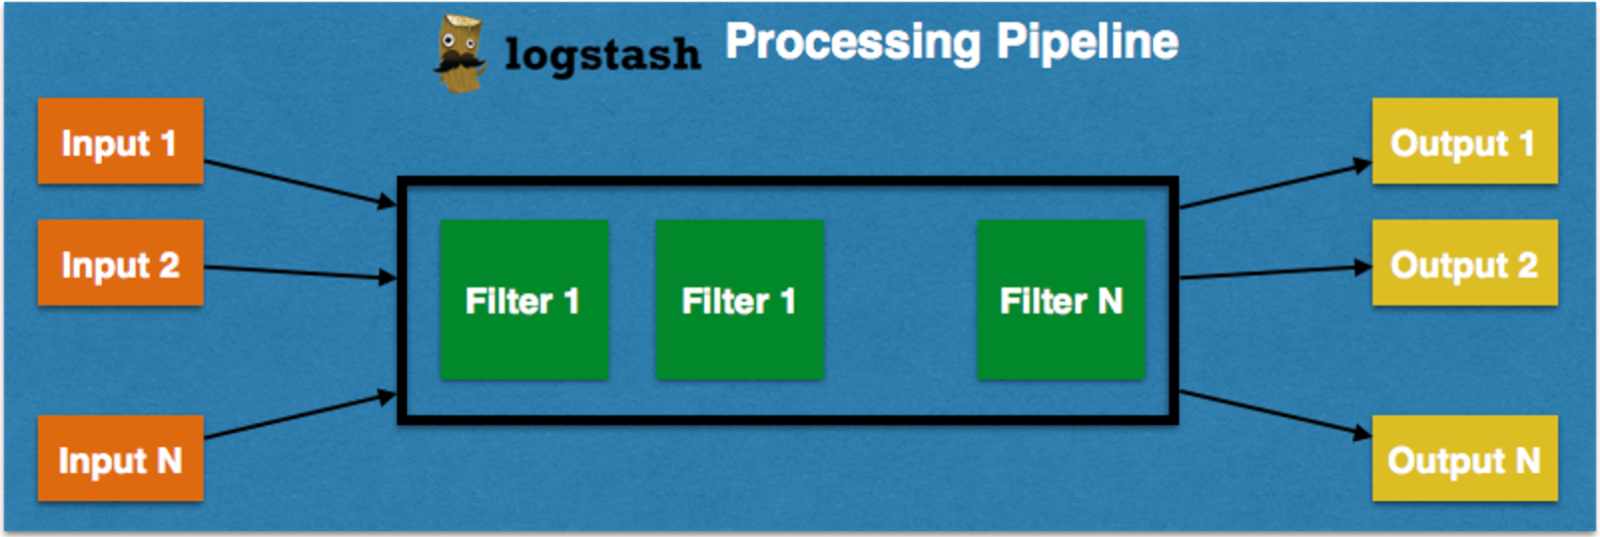 logstash Processing Pipeline
Input 1
Input 2
Input N
Filter 1
Filter 1
Filter N
Output 1
Output 2
Output N